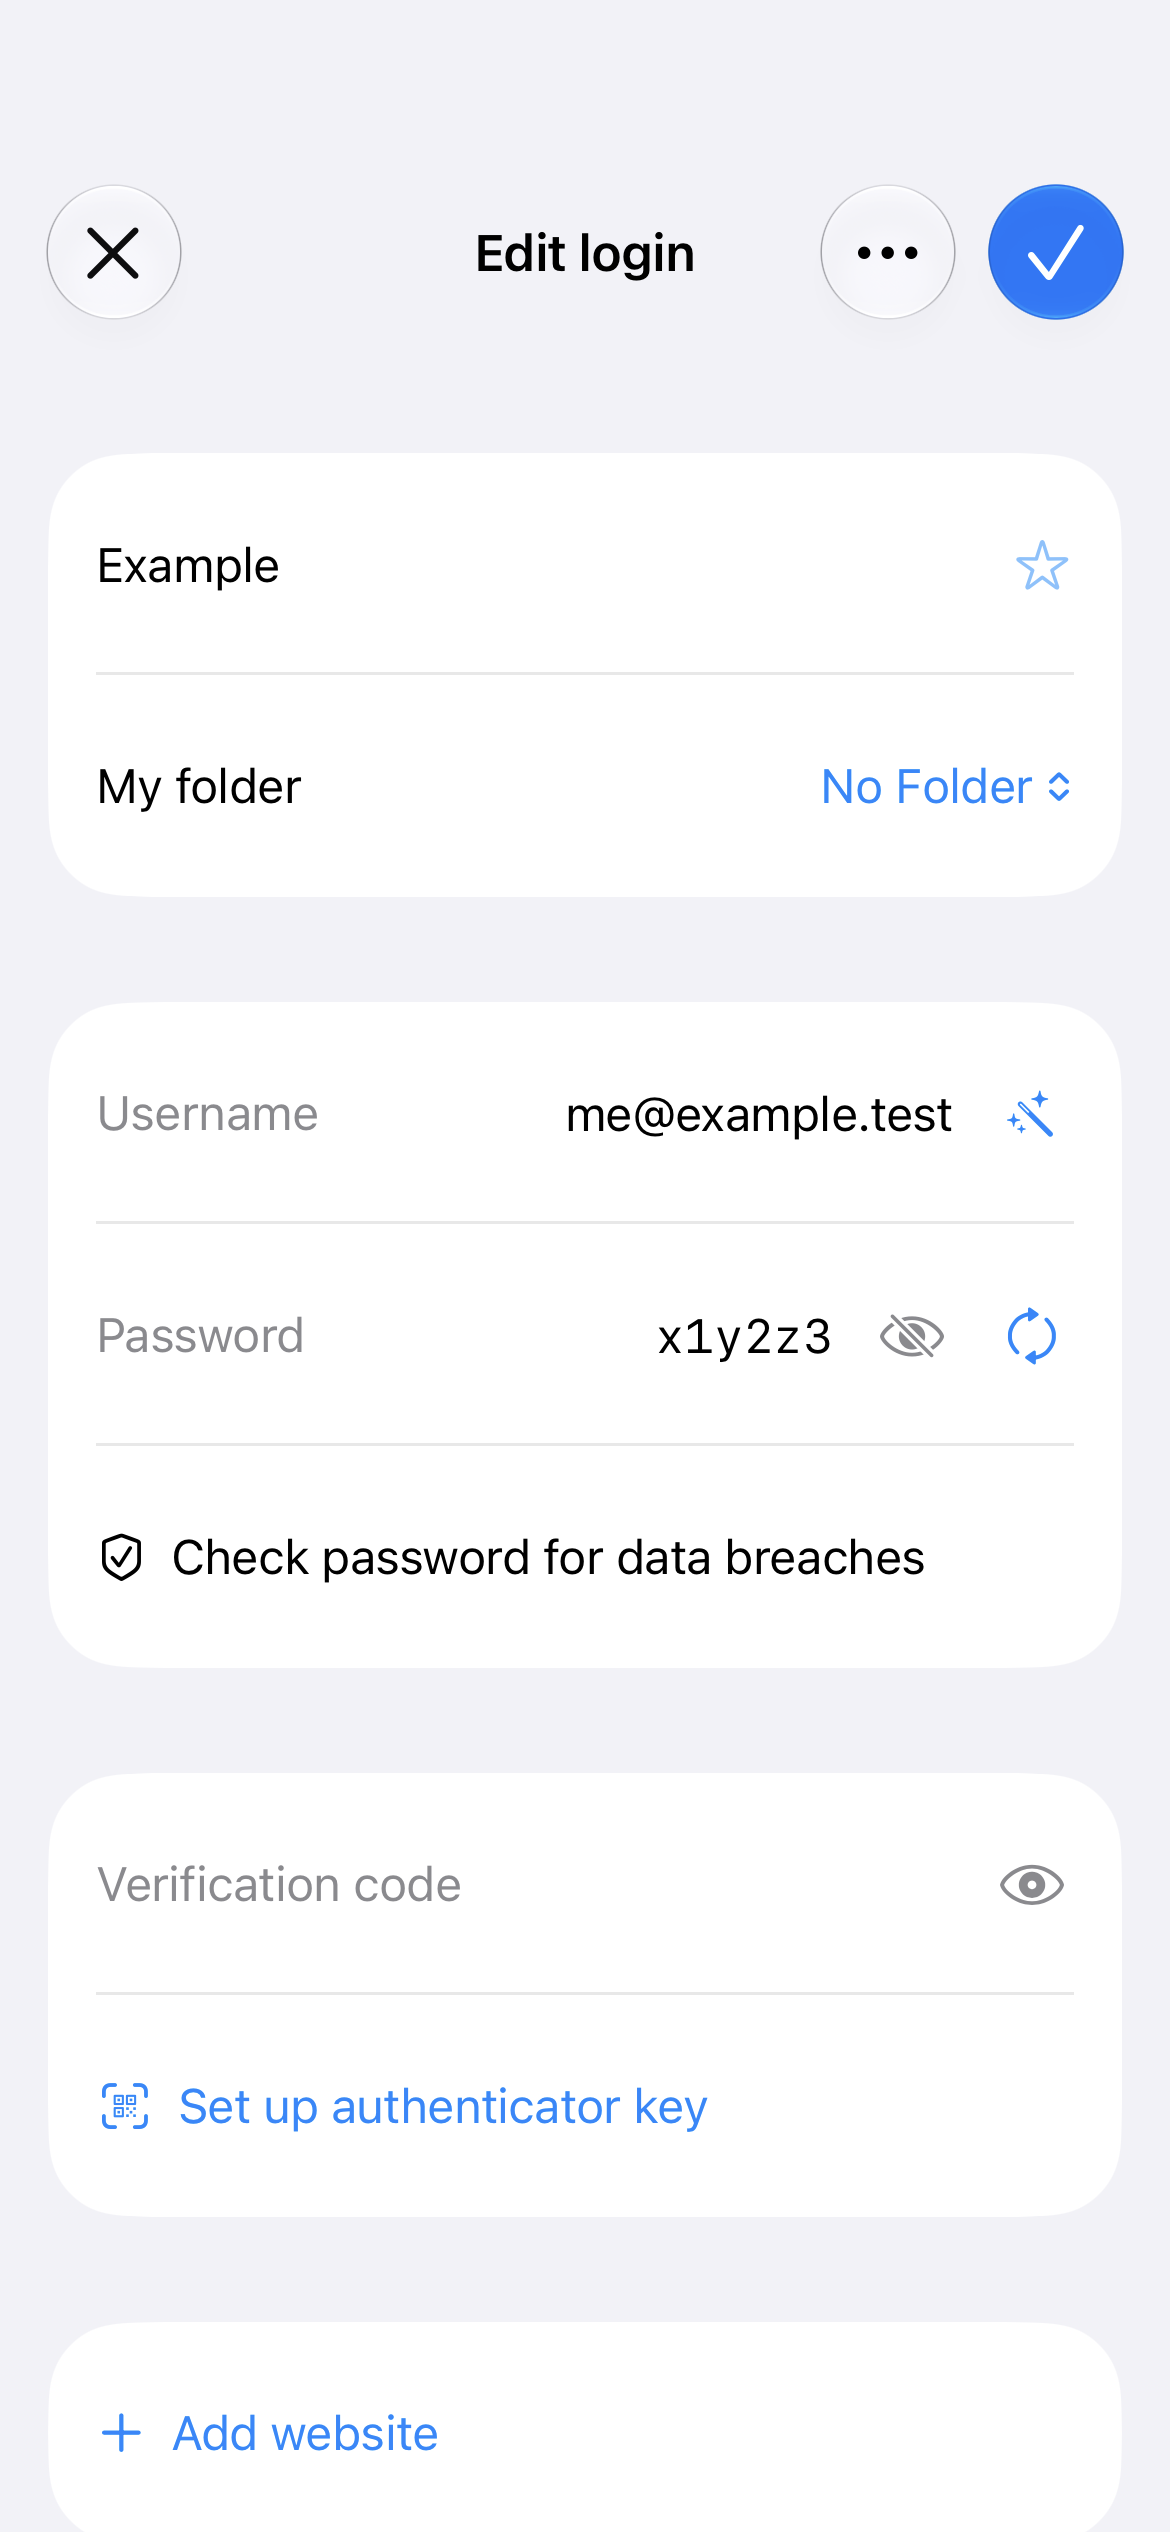 Edit login
Example
My folder No Folder
Username me@example.test
Password x1y2z3
Check password for data breaches
Verification code
Set up authenticator key
Add website